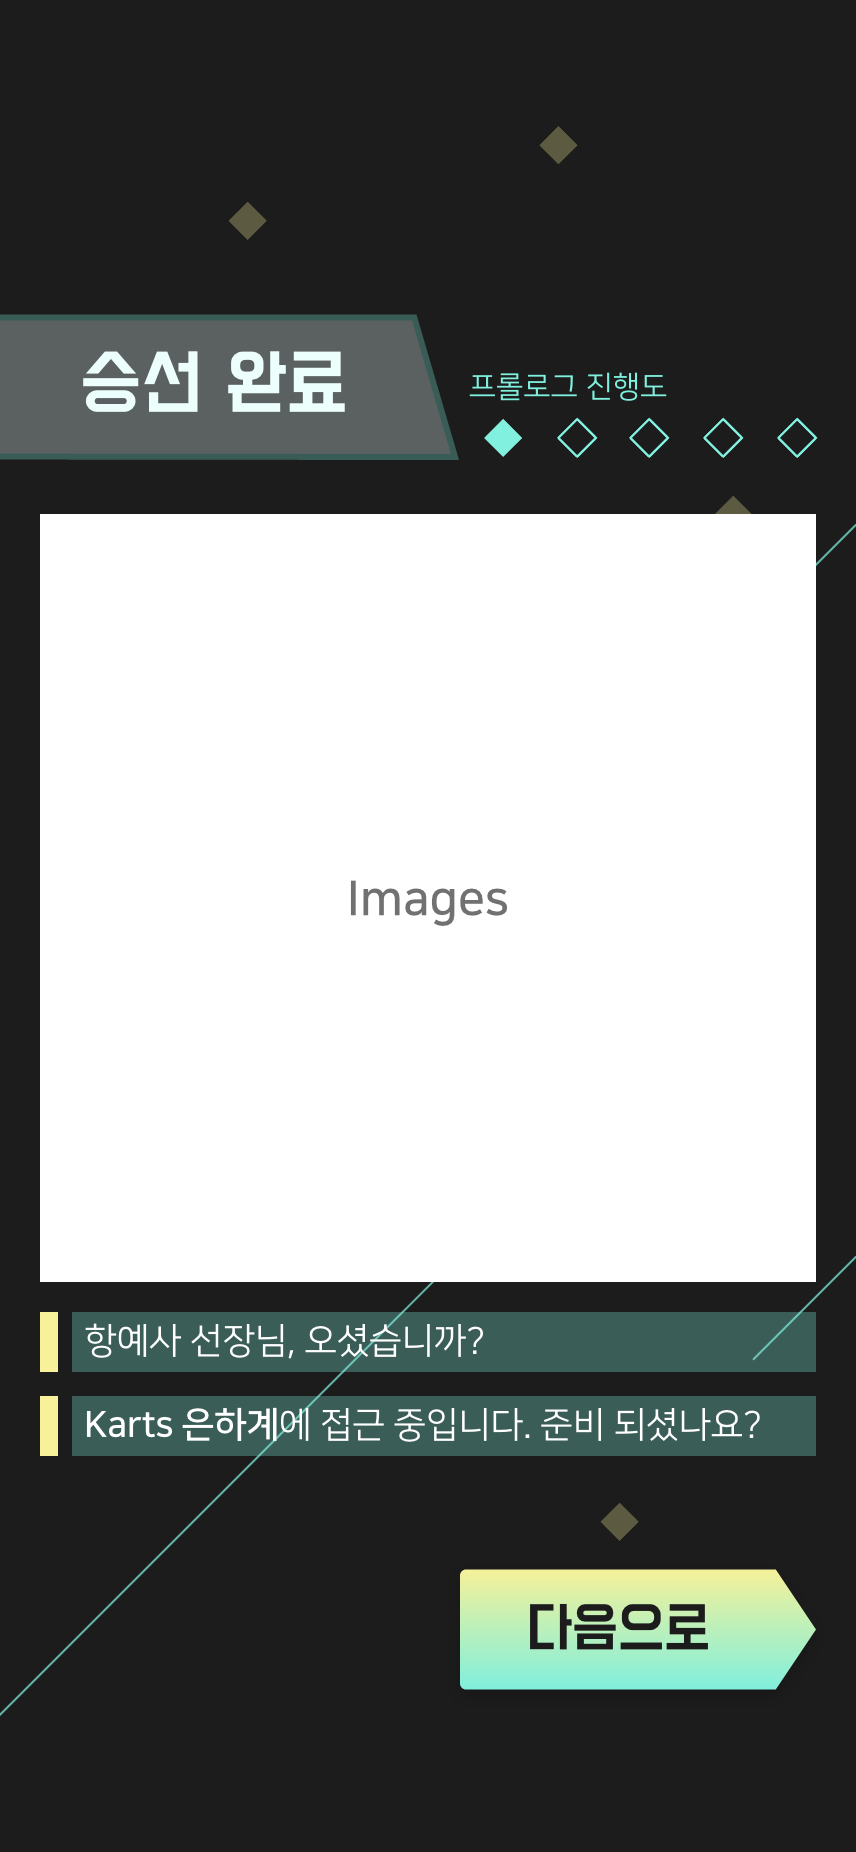 승선 완료
프롤로그 진행도
Images
항예사 선장님, 오셨습니까?
Karts 은하계에 접근 중입니다. 준비 되셨나요?
다음으로